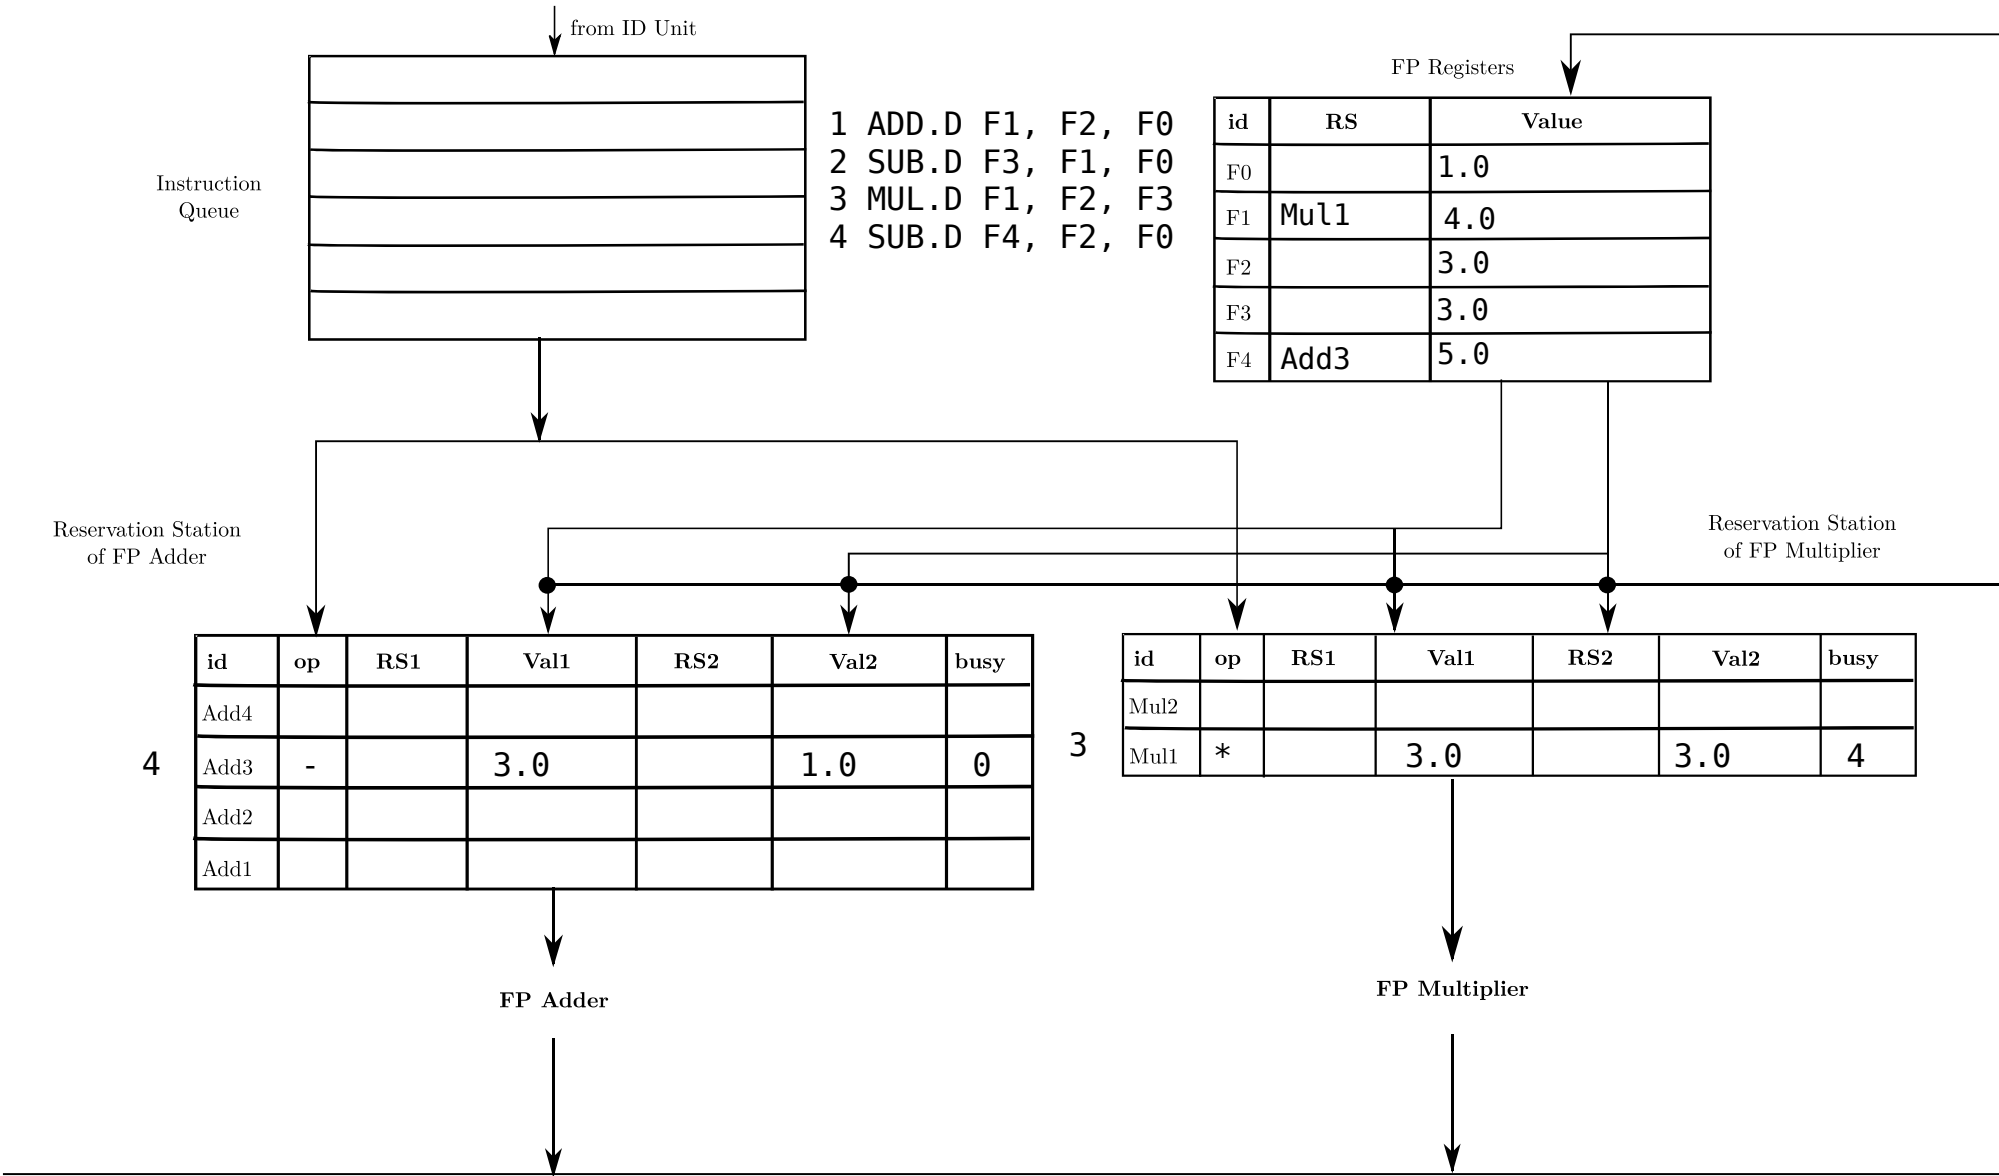 from ID Unit
Instruction
Queue
1 ADD.D F1, F2, F0
2 SUB.D F3, F1, F0
3 MUL.D F1, F2, F3
4 SUB.D F4, F2, F0
FP Registers
id RS Value
F0 1.0
F1 Mul1 4.0
F2 3.0
F3 3.0
F4 Add3 5.0
Reservation Station
of FP Adder
Reservation Station
of FP Multiplier
id op RS1 Val1 RS2 Val2 busy
Add4
4 Add3 - 3.0 1.0 0
Add2
Add1
id op RS1 Val1 RS2 Val2 busy
Mul2
3 Mul1 * 3.0 3.0 4
FP Adder
FP Multiplier